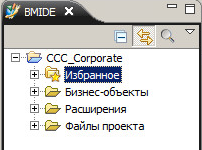 BMIDE
CCC_Corporate
Избранное
Бизнес-объекты
Расширения
Файлы проекта